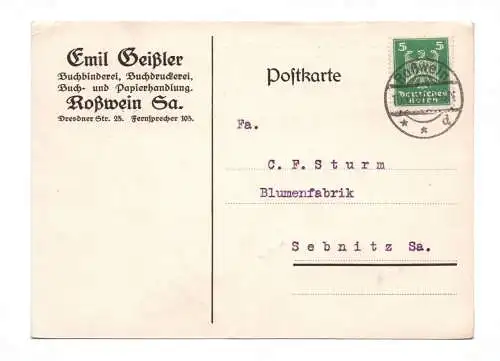 Emil Geißler
Buchbinderei, Buchdruckerei,
Buch- und Papierhandlung.
Roßwein Sa.
Dresdner Str. 25. Fernsprecher 105.
Postkarte
5 5
Roßwein
Deutsches
Reich
d
Fa.
C. F. Sturm
Blumenfabrik
Sebnitz Sa.